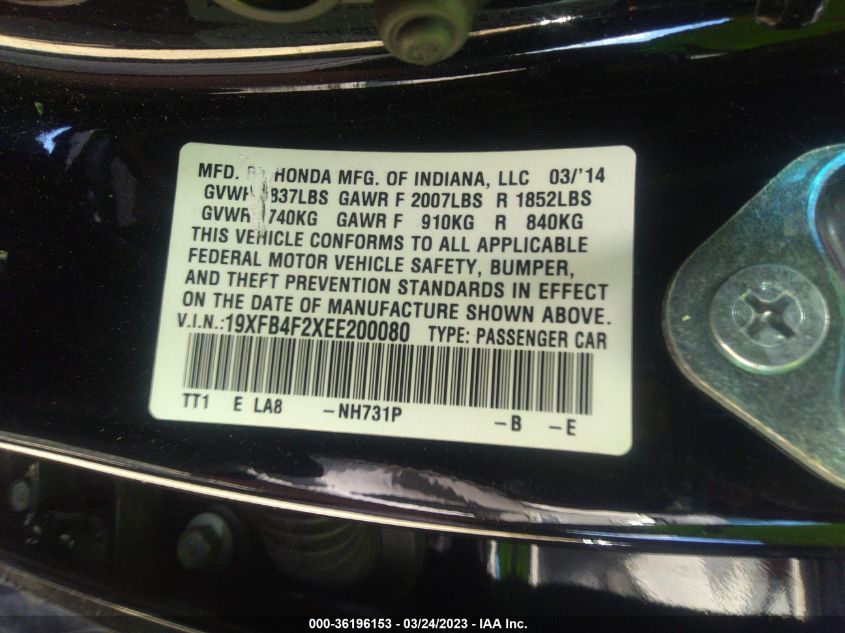 MFD. HONDA MFG. OF INDIANA, LLC 03/'14
GVWR 837LBS GAWR F 2007LBS R 1852LBS
GVWR 740KG GAWR F 910KG R 840KG
THIS VEHICLE CONFORMS TO ALL APPLICABLE
FEDERAL MOTOR VEHICLE SAFETY, BUMPER,
AND THEFT PREVENTION STANDARDS IN EFFECT
ON THE DATE OF MANUFACTURE SHOWN ABOVE.
V.I.N.:19XFB4F2XEE200080 TYPE: PASSENGER CAR
TT1 E LA8 -NH731P -B -E
000-36196153 - 03/24/2023 - IAA Inc.